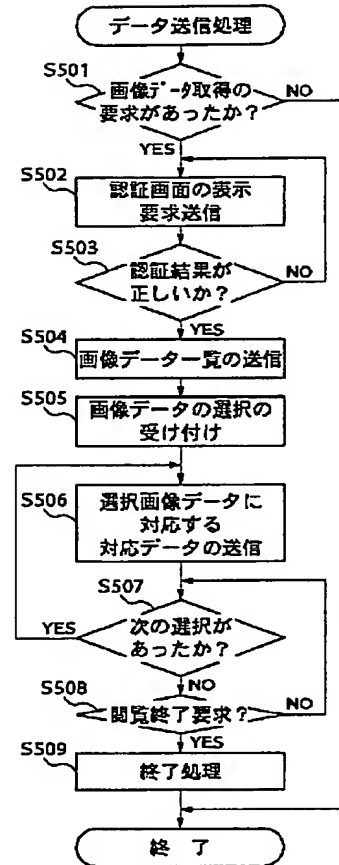 データ送信処理
S501
画像データ取得の
要求があったか？
NO
YES
S502
認証画面の表示
要求送信
S503
認証結果が
正しいか？
NO
YES
S504
画像データ一覧の送信
S505
画像データの選択の
受け付け
S506
選択画像データに
対応する
対応データの送信
S507
次の選択が
あったか？
YES
NO
S508
閲覧終了要求？
NO
YES
S509
終了処理
終了